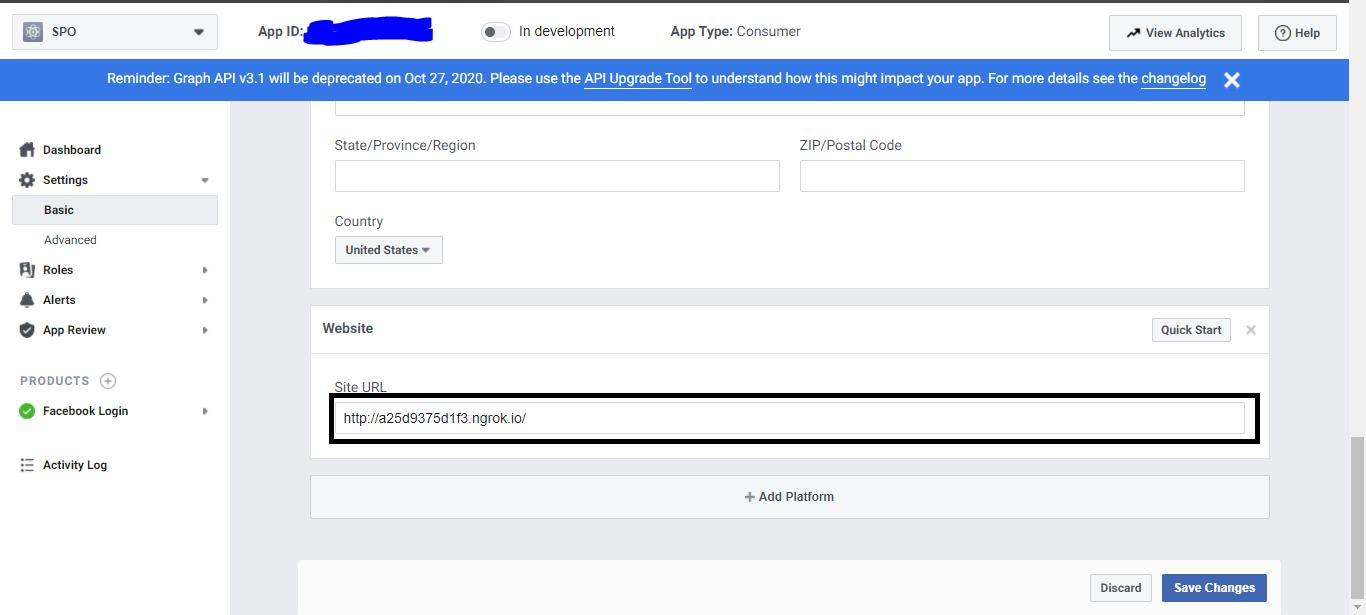 SPO
App ID:
In development
App Type: Consumer
View Analytics
Help
Reminder: Graph API v3.1 will be deprecated on Oct 27, 2020. Please use the API Upgrade Tool to understand how this might impact your app. For more details see the changelog
Dashboard
Settings
Basic
Advanced
Roles
Alerts
App Review
PRODUCTS
Facebook Login
Activity Log
State/Province/Region
ZIP/Postal Code
Country
United States
Website
Quick Start
Site URL
http://a25d9375d1f3.ngrok.io/
Add Platform
Discard
Save Changes